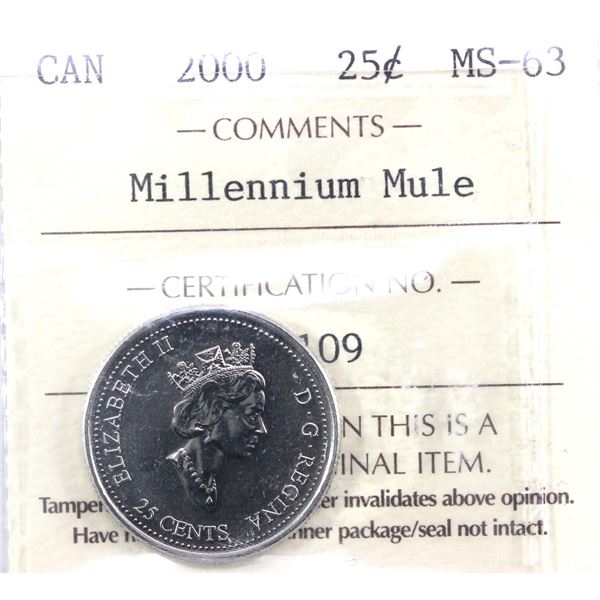 CAN 2000 25¢ MS-63
— COMMENTS —
Millennium Mule
— CERTIFICATION NO. —
109
ELIZABETH II D·G·REGINA
25 CENTS
N THIS IS A
INAL ITEM.
Tamper er invalidates above opinion.
Have nner package/seal not intact.